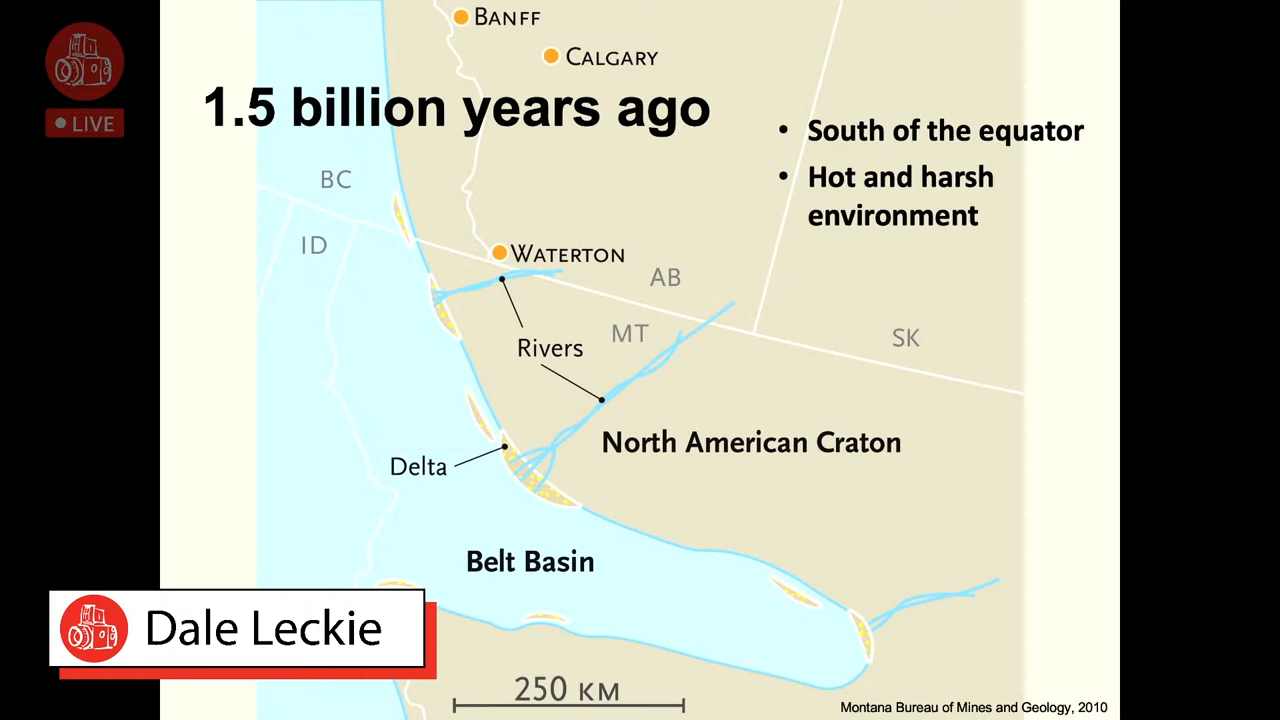 BANFF
CALGARY
1.5 billion years ago
LIVE
• South of the equator
• Hot and harsh
environment
BC
ID
WATERTON
AB
MT
SK
Rivers
North American Craton
Delta
Belt Basin
Dale Leckie
250 KM
Montana Bureau of Mines and Geology, 2010